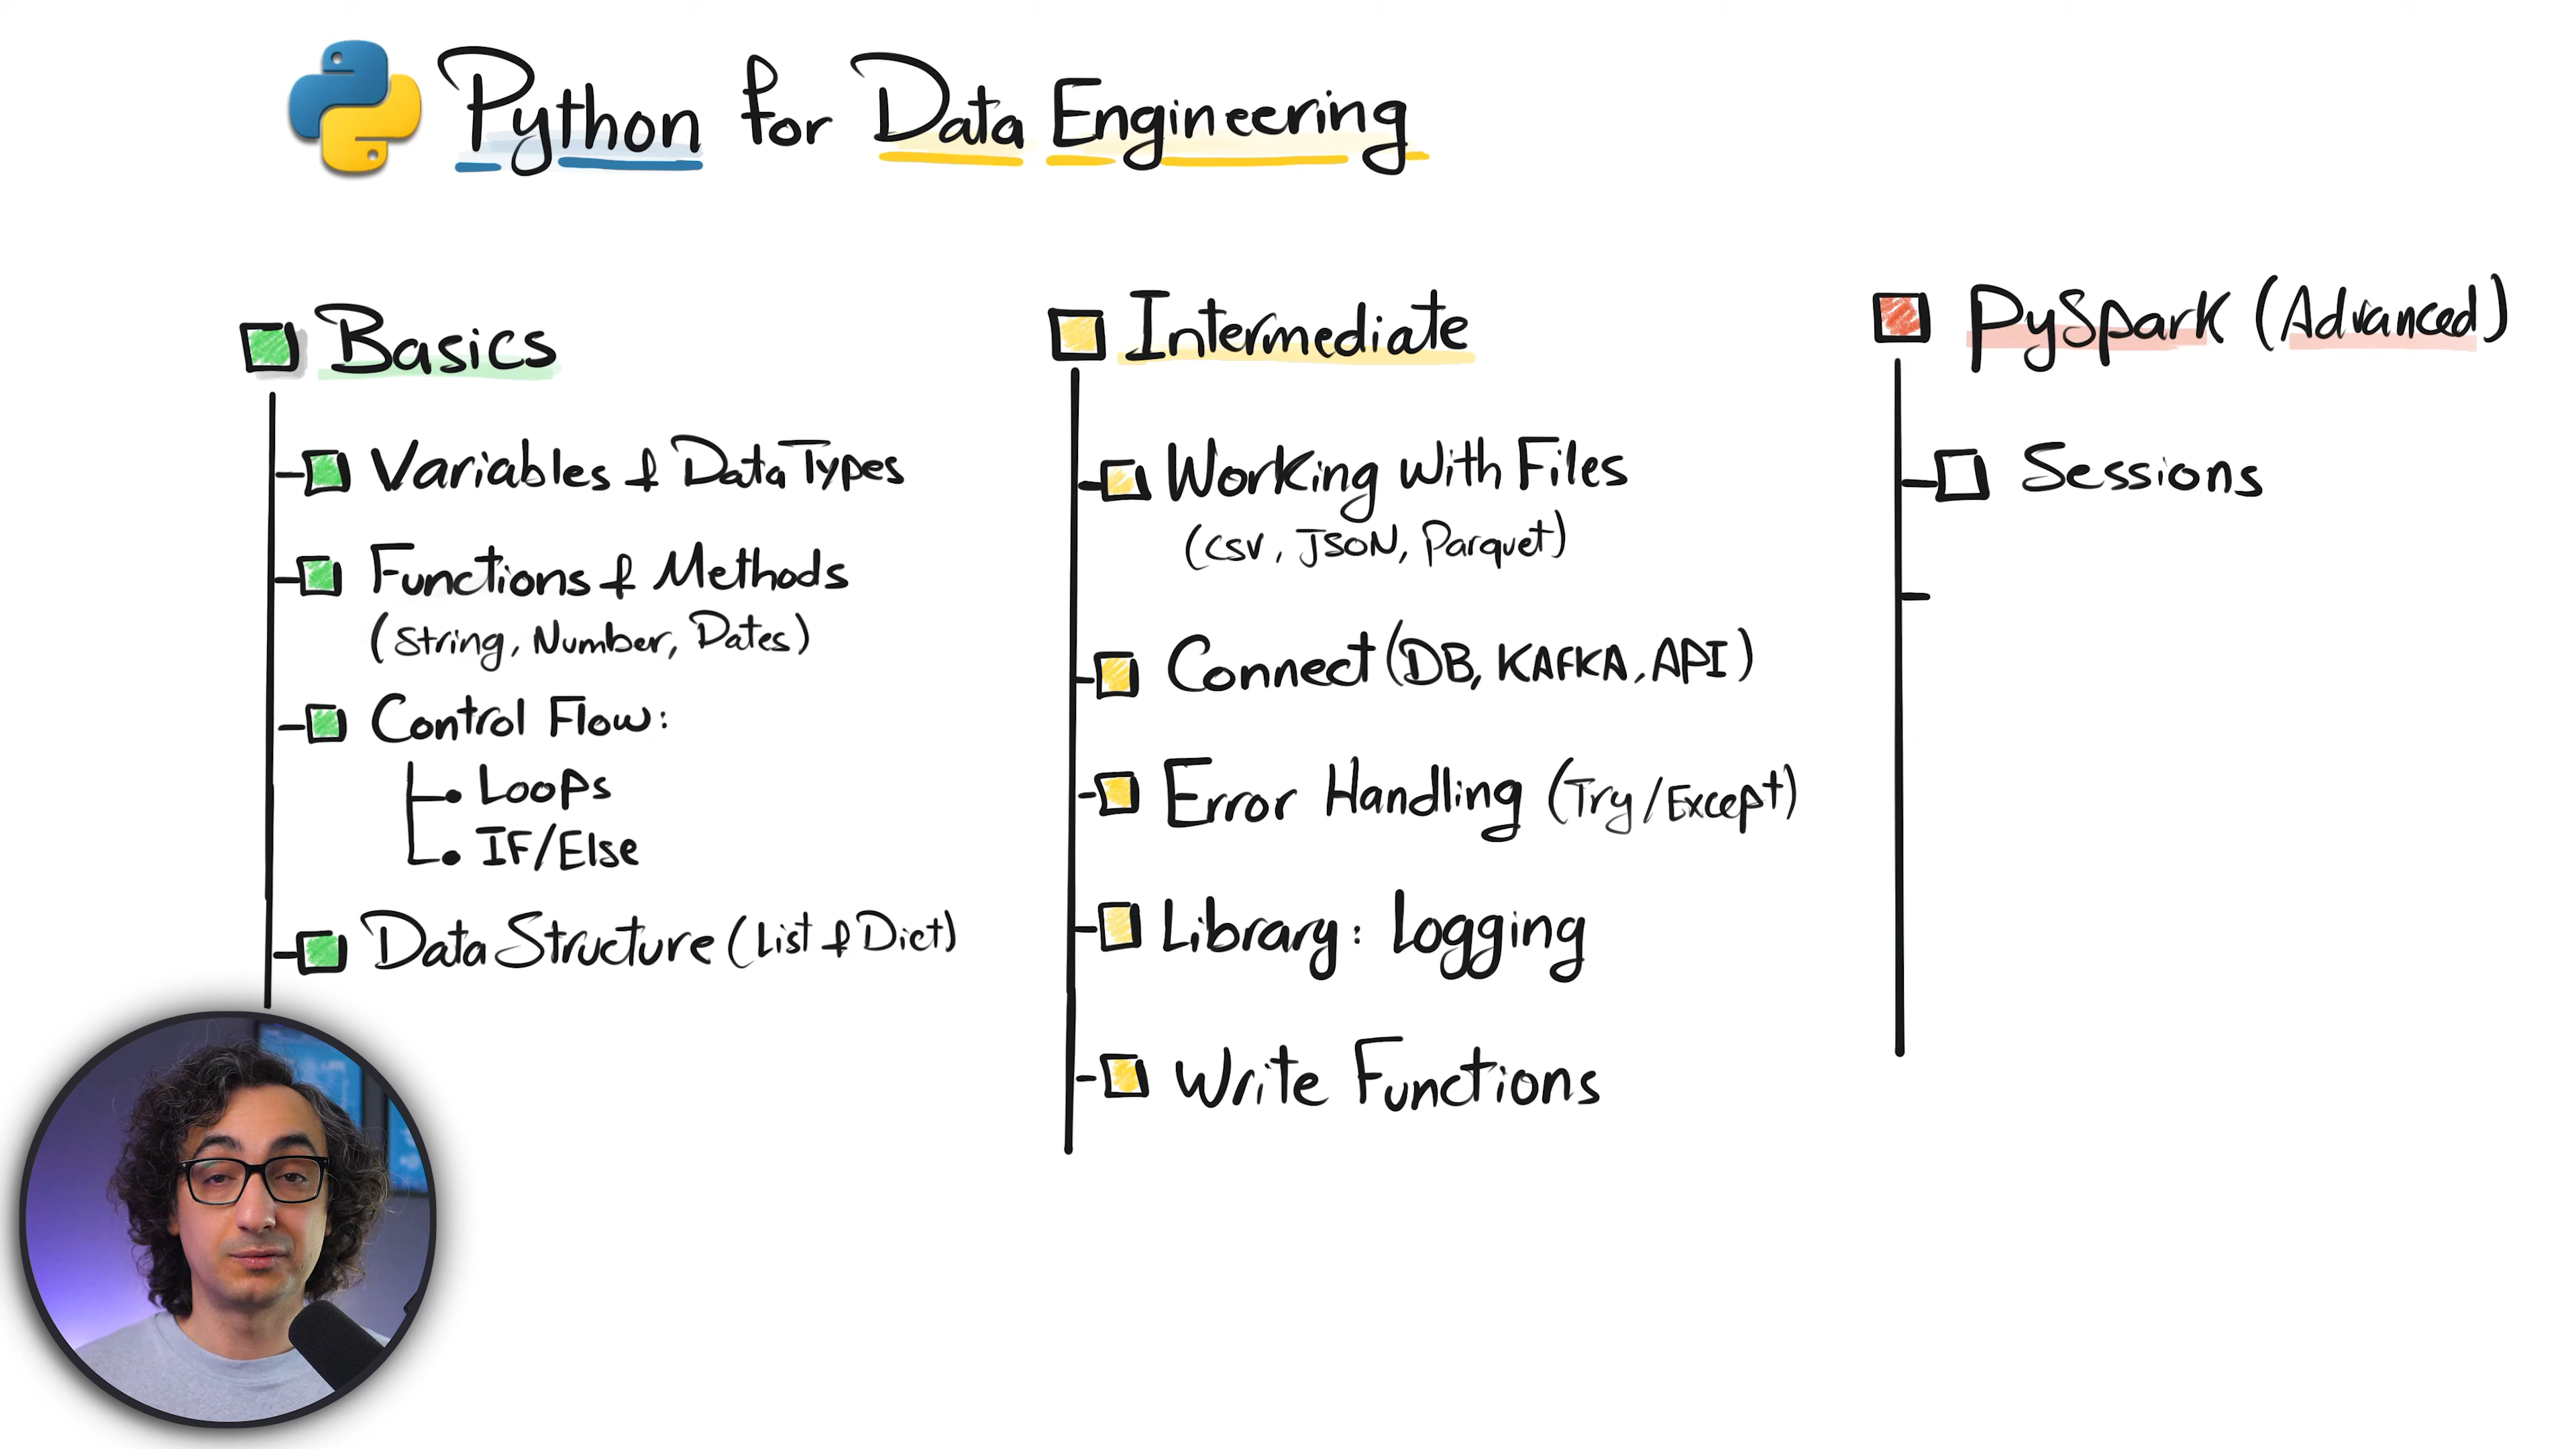 Python for Data Engineering
Basics
Variables & Data Types
Functions & Methods
(String, Number, Dates)
Control Flow:
Loops
IF/Else
Data Structure (List & Dict)
Intermediate
Working with Files
(CSV, JSON, Parquet)
Connect (DB, KAFKA, API)
Error Handling (Try/Except)
Library: Logging
Write Functions
PySpark (Advanced)
Sessions